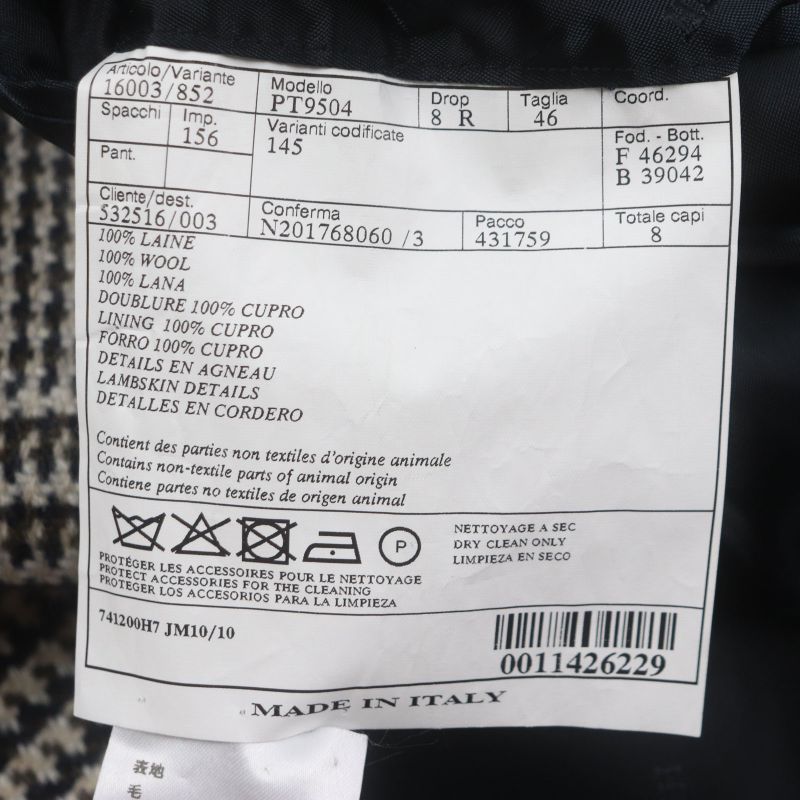 Articolo/Variante
16003/852
Modello
PT9504
Drop
8 R
Taglia
46
Coord.
Spacchi
Imp.
156
Varianti codificate
145
Fod. - Bott.
F 46294
B 39042
Pant.
Cliente/dest.
532516/003
Conferma
N201768060 /3
Pacco
431759
Totale capi
8
100% LAINE
100% WOOL
100% LANA
DOUBLURE 100% CUPRO
LINING 100% CUPRO
FORRO 100% CUPRO
DETAILS EN AGNEAU
LAMBSKIN DETAILS
DETALLES EN CORDERO
Contient des parties non textiles d'origine animale
Contains non-textile parts of animal origin
Contiene partes no textiles de origen animal
P
NETTOYAGE A SEC
DRY CLEAN ONLY
LIMPIEZA EN SECO
PROTÉGER LES ACCESSOIRES POUR LE NETTOYAGE
PROTECT ACCESSORIES FOR THE CLEANING
PROTEGER LOS ACCESORIOS PARA LA LIMPIEZA
741200H7 JM10/10
0011426229
MADE IN ITALY
表地
毛